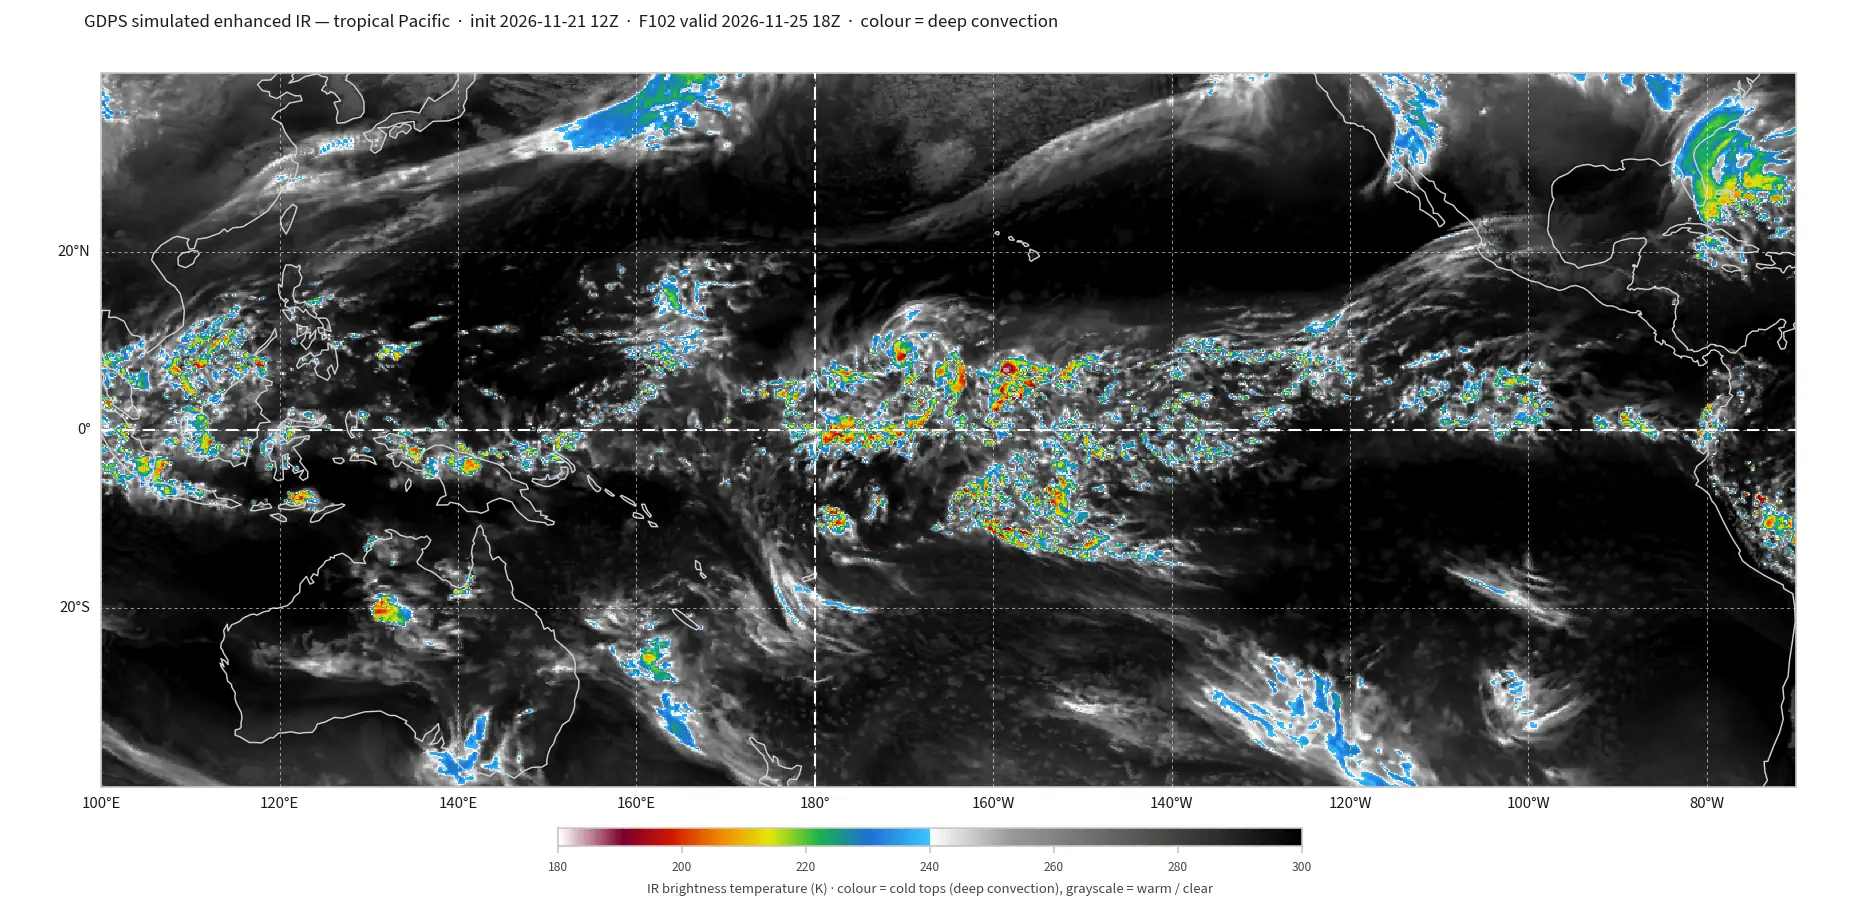 GDPS simulated enhanced IR — tropical Pacific · init 2026-11-21 12Z · F102 valid 2026-11-25 18Z · colour = deep convection
20°N
0°
20°S
100°E 120°E 140°E 160°E 180° 160°W 140°W 120°W 100°W 80°W
180 200 220 240 260 280 300
IR brightness temperature (K) · colour = cold tops (deep convection), grayscale = warm / clear